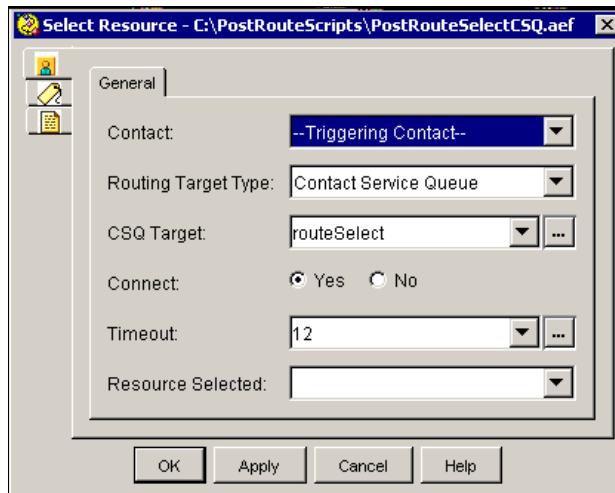 Select Resource - C:\PostRouteScripts\PostRouteSelectCSQ.aef
General
Contact: --Triggering Contact--
Routing Target Type: Contact Service Queue
CSQ Target: routeSelect ...
Connect: Yes No
Timeout: 12 ...
Resource Selected:
OK Apply Cancel Help